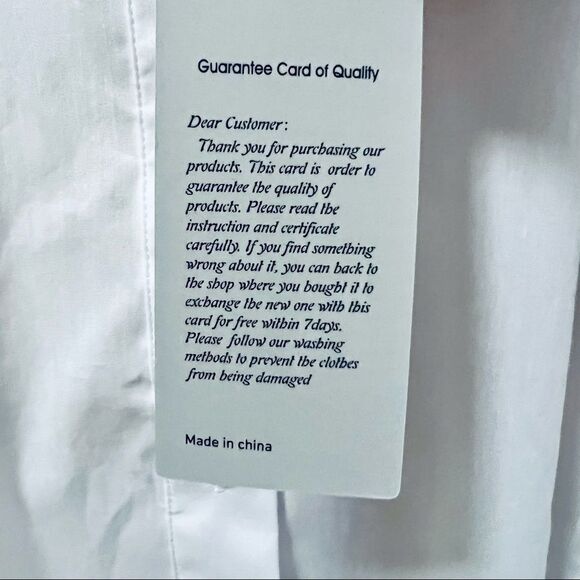 Guarantee Card of Quality
Dear Customer:
Thank you for purchasing our
products. This card is order to
guarantee the quality of
products. Please read the
instruction and certificate
carefully. If you find something
wrong about it, you can back to
the shop where you bought it to
exchange the new one with this
card for free within 7days.
Please follow our washing
methods to prevent the clothes
from being damaged
Made in china